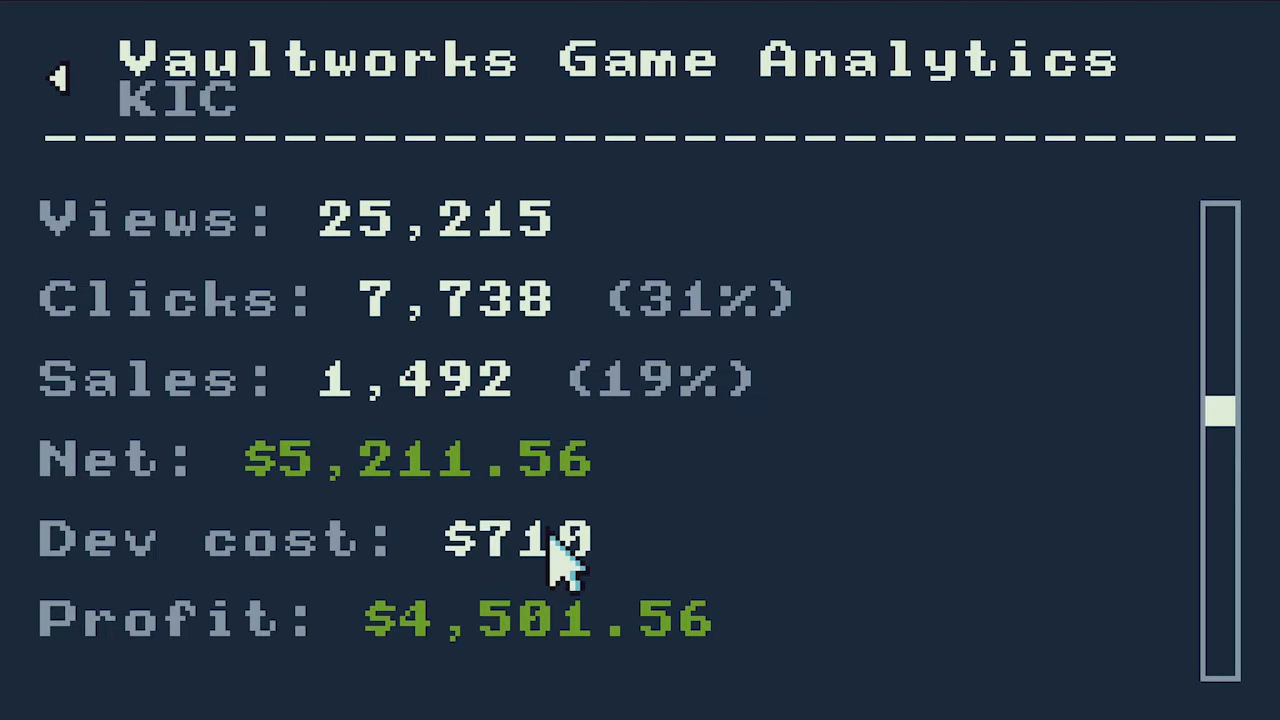 Vaultworks Game Analytics
KIC
Views: 25,215
Clicks: 7,738 (31%)
Sales: 1,492 (19%)
Net: $5,211.56
Dev cost: $710
Profit: $4,501.56